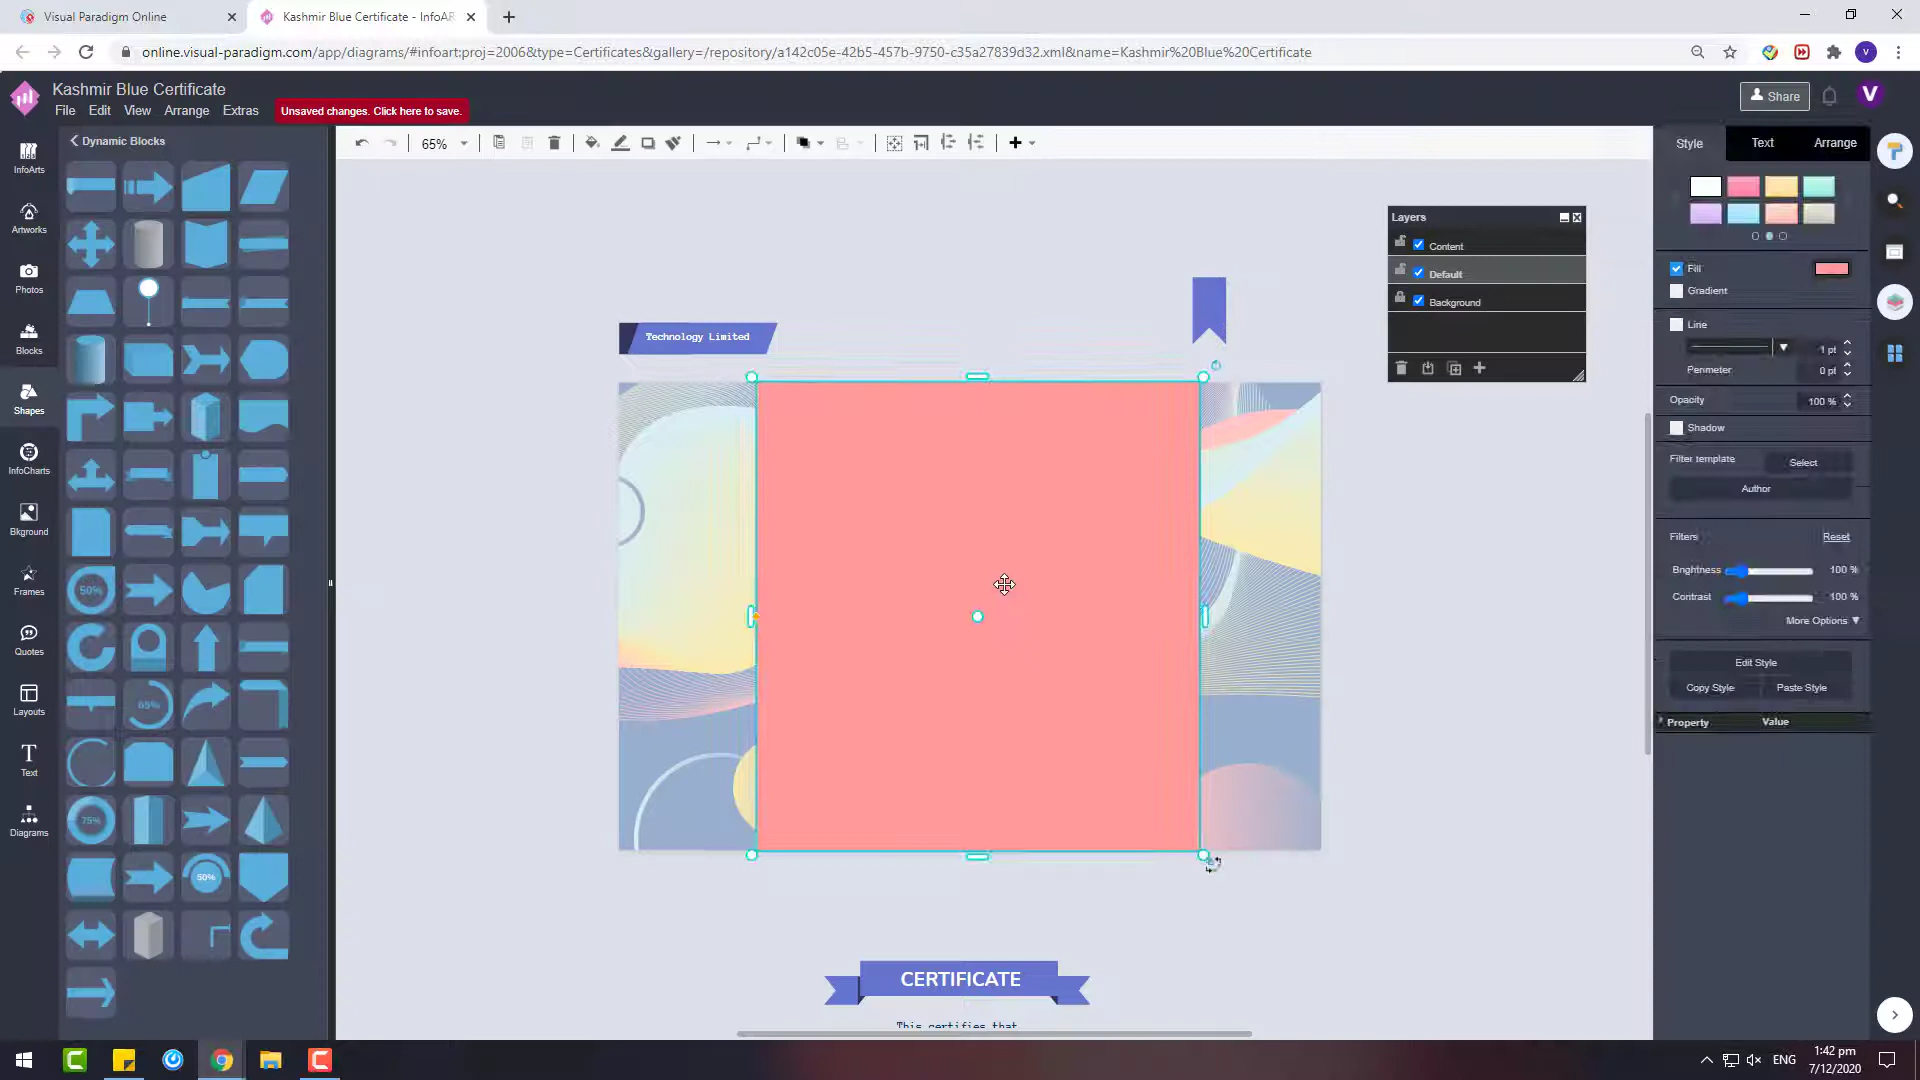 Visual Paradigm Online
Kashmir Blue Certificate - InfoAR
online.visual-paradigm.com/app/diagrams/#infoart:proj=2006&type=Certificates&gallery=/repository/a142c05e-42b5-457b-9750-c35a27839d32.xml&name=Kashmir%20Blue%20Certificate
V
Kashmir Blue Certificate
File Edit View Arrange Extras
Unsaved changes. Click here to save.
Share
V
InfoArts
Artworks
Photos
Blocks
Shapes
InfoCharts
Bkground
Frames
Quotes
Layouts
Text
Diagrams
Dynamic Blocks
50%
65%
75%
50%
65%
Technology Limited
CERTIFICATE
This certifies that
Layers
Content
Default
Background
Style Text Arrange
Fill
Gradient
Line
1 pt
Perimeter 0 pt
Opacity 100 %
Shadow
Filter template Select
Author
Filters Reset
Brightness 100 %
Contrast 100 %
More Options
Edit Style
Copy Style Paste Style
Property Value
ENG
1:42 pm
7/12/2020